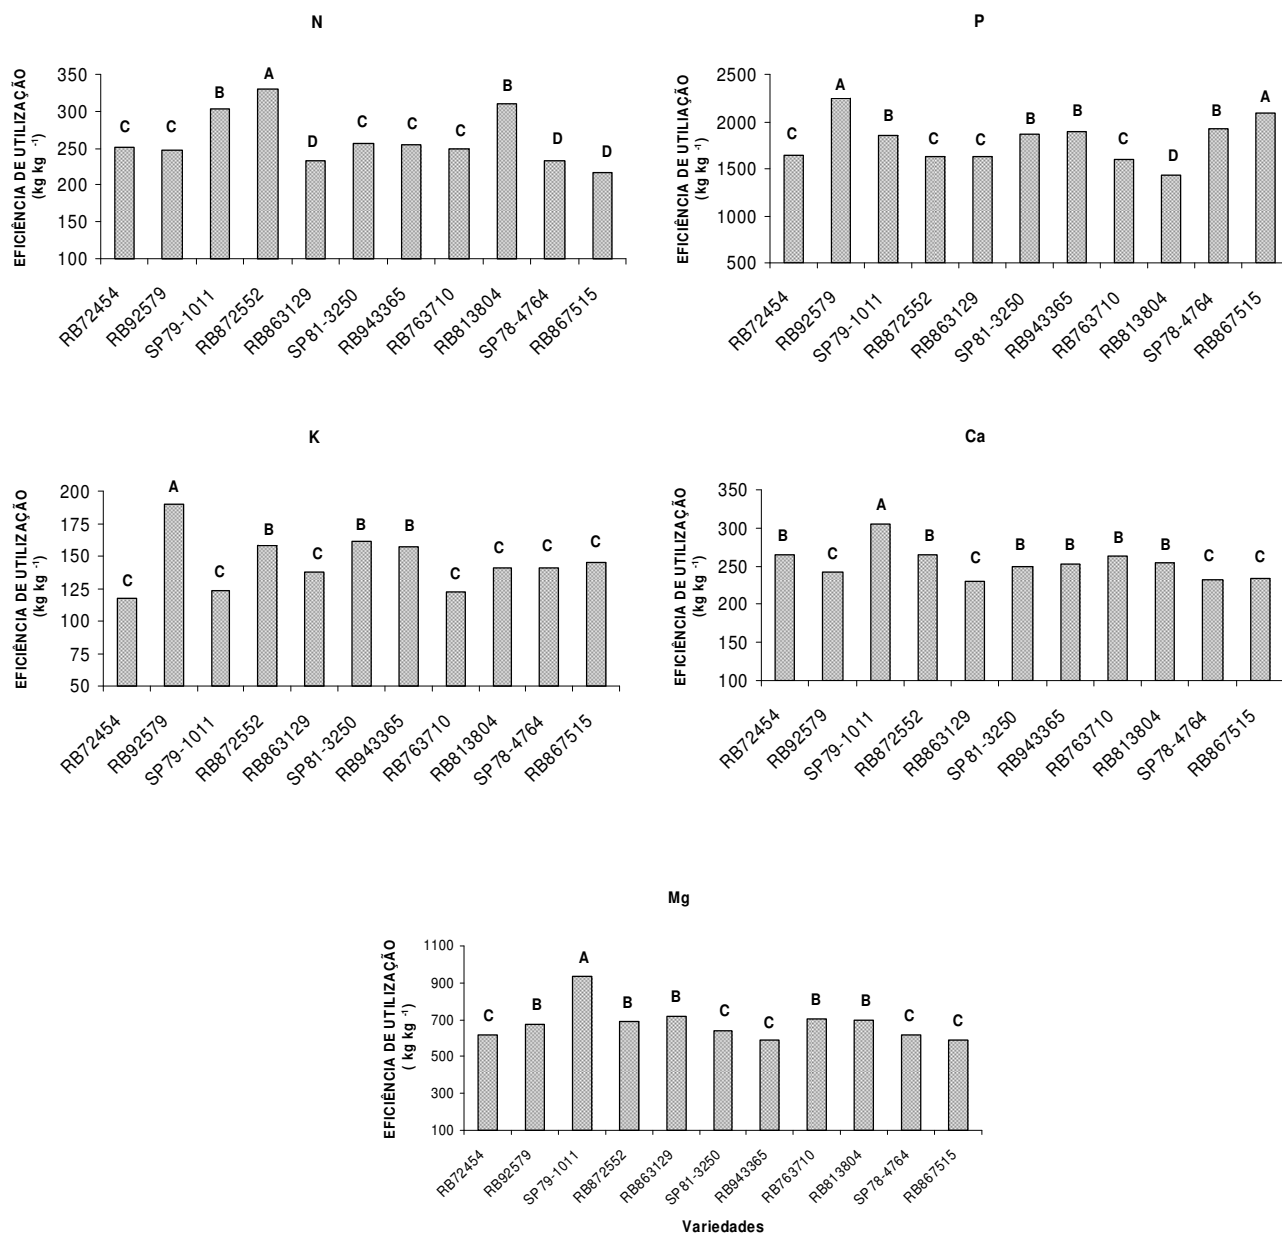 N
EFICIÊNCIA DE UTILIZAÇÃO
(kg kg -1)
350
300
250
200
150
100
C C B A D C C C B D D
RB72454 RB92579 SP79-1011 RB872552 RB863129 SP81-3250 RB943365 RB763710 RB813804 SP78-4764 RB867515
P
EFICIÊNCIA DE UTILIAÇÃO
(kg kg -1)
2500
2000
1500
1000
500
C A B C C B B C D B A
RB72454 RB92579 SP79-1011 RB872552 RB863129 SP81-3250 RB943365 RB763710 RB813804 SP78-4764 RB867515
K
EFICIÊNCIA DE UTILIZAÇÃO
(kg kg -1)
200
175
150
125
100
75
50
C A C B C B B C C C C
RB72454 RB92579 SP79-1011 RB872552 RB863129 SP81-3250 RB943365 RB763710 RB813804 SP78-4764 RB867515
Ca
EFICIÊNCIA DE UTILIZAÇÃO
(kg kg -1)
350
300
250
200
150
100
B C A B C B B B B C C
RB72454 RB92579 SP79-1011 RB872552 RB863129 SP81-3250 RB943365 RB763710 RB813804 SP78-4764 RB867515
Mg
EFICIÊNCIA DE UTILIZAÇÃO
( kg kg -1)
1100
900
700
500
300
100
C B A B B C C B B C C
RB72454 RB92579 SP79-1011 RB872552 RB863129 SP81-3250 RB943365 RB763710 RB813804 SP78-4764 RB867515
Variedades